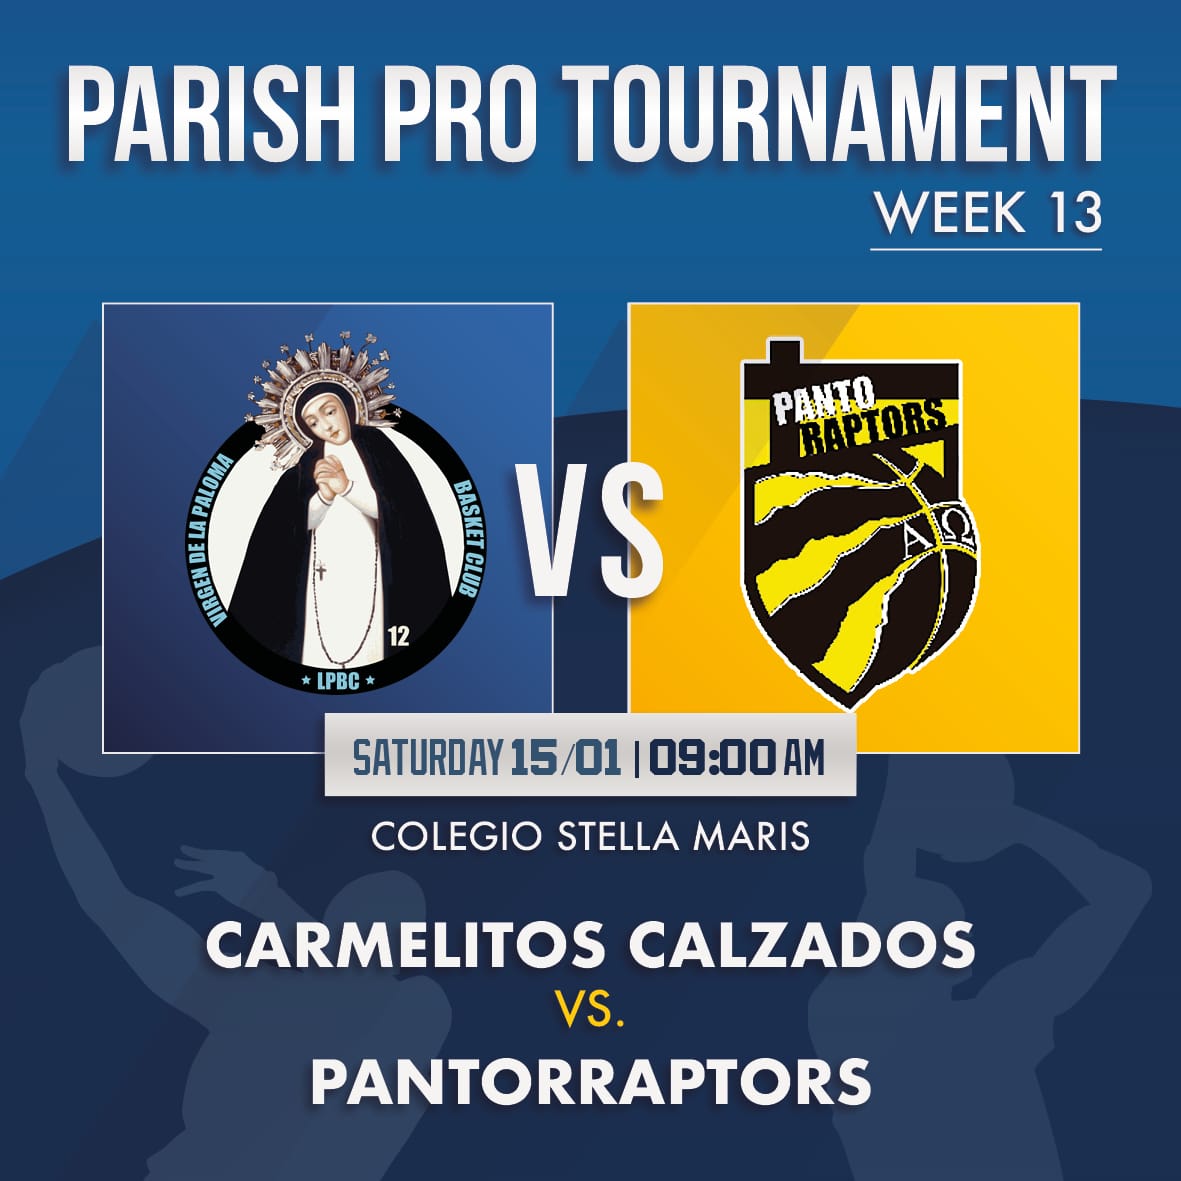 PARISH PRO TOURNAMENT
WEEK 13
VIRGEN DE LA PALOMA
BASKET CLUB
12
LPBC
VS
PANTO
RAPTORS
Α Ω
SATURDAY 15/01 | 09:00 AM
COLEGIO STELLA MARIS
CARMELITOS CALZADOS
VS.
PANTORRAPTORS